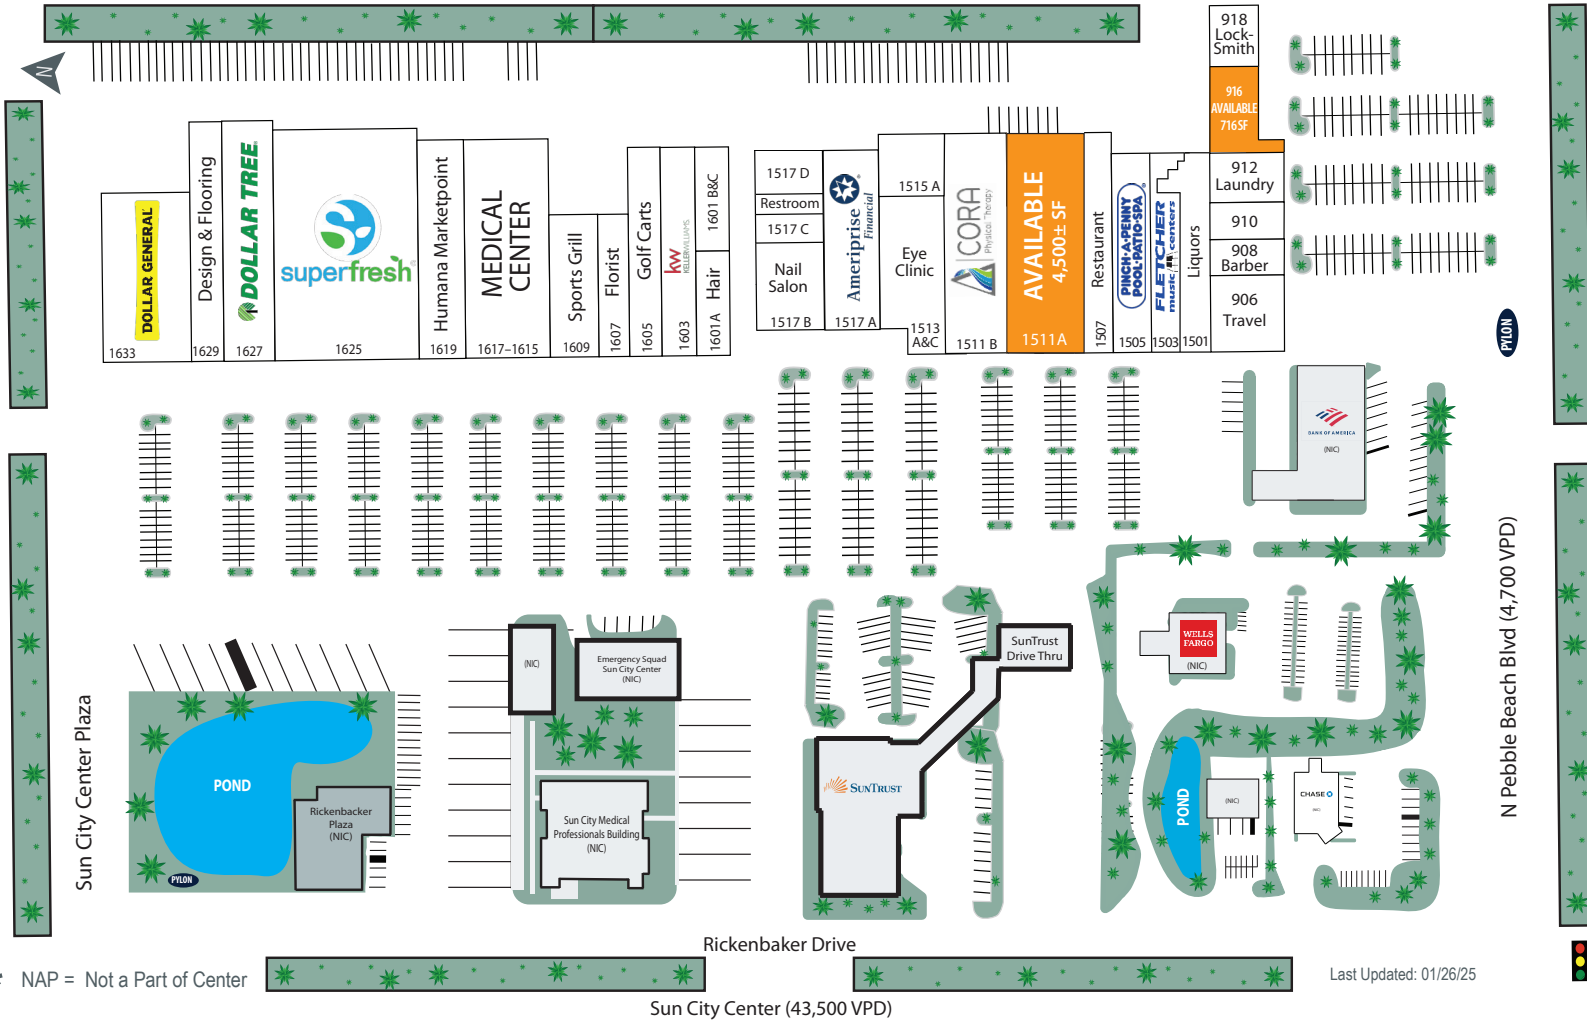 N
918
Lock-
Smith
916
AVAILABLE
716 SF
912
Laundry
910
908
Barber
906
Travel
DOLLAR GENERAL
1633
Design & Flooring
1629
DOLLAR TREE
1627
superfresh
1625
Humana Marketpoint
1619
MEDICAL
CENTER
1617–1615
Sports Grill
1609
Florist
1607
Golf Carts
1605
kw
KELLERWILLIAMS
1603
1601 B&C
Hair
1601A
1517 D
Restroom
1517 C
Nail
Salon
1517 B
Ameriprise
Financial
1517 A
1515 A
Eye
Clinic
1513
A&C
CORA
Physical Therapy
1511 B
AVAILABLE
4,500± SF
1511A
Restaurant
1507
PINCH·A·PENNY
POOL·PATIO·SPA
1505
FLETCHER
music centers
1503
Liquors
1501
PYLON
BANK OF AMERICA
(NIC)
N Pebble Beach Blvd (4,700 VPD)
WELLS
FARGO
(NIC)
SunTrust
Drive Thru
(NIC)
Emergency Squad
Sun City Center
(NIC)
Sun City Center Plaza
POND
Rickenbacker
Plaza
(NIC)
PYLON
Sun City Medical
Professionals Building
(NIC)
SUNTRUST
POND
(NIC)
CHASE
(NIC)
Rickenbaker Drive
NAP = Not a Part of Center
Last Updated: 01/26/25
Sun City Center (43,500 VPD)